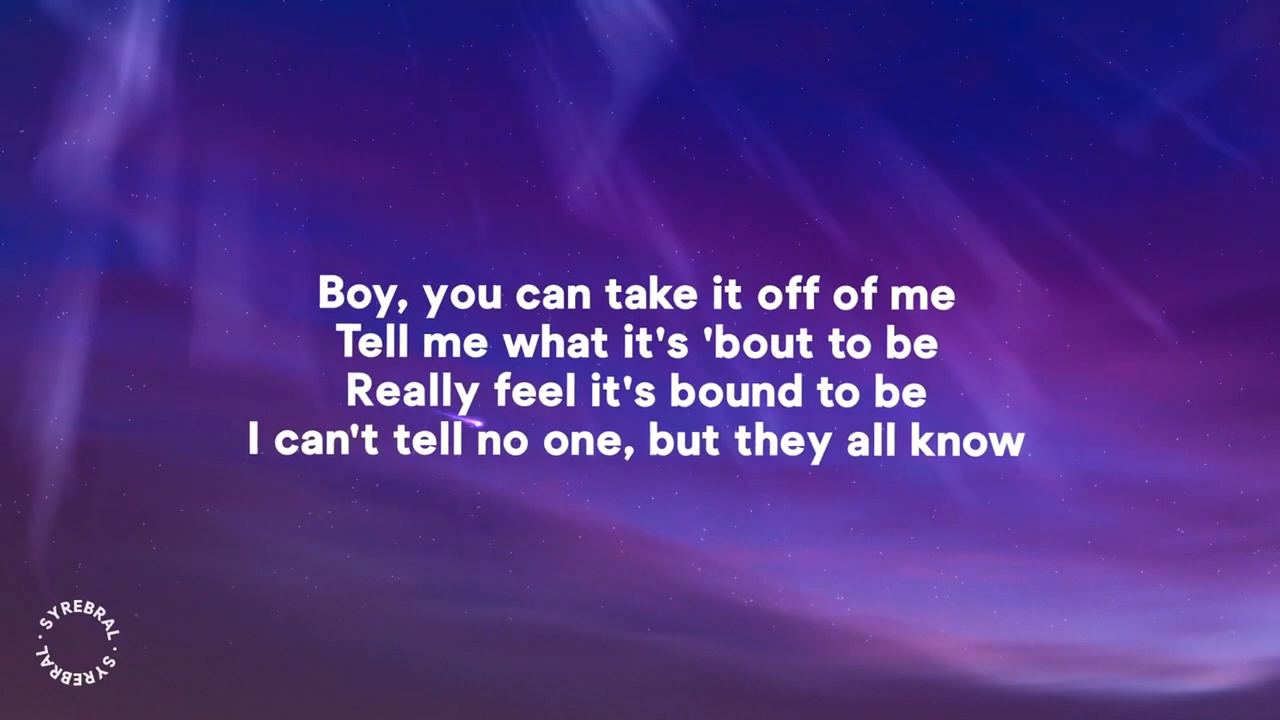 Boy, you can take it off of me
Tell me what it's 'bout to be
Really feel it's bound to be
I can't tell no one, but they all know
SYREBRAL · SYREBRAL ·